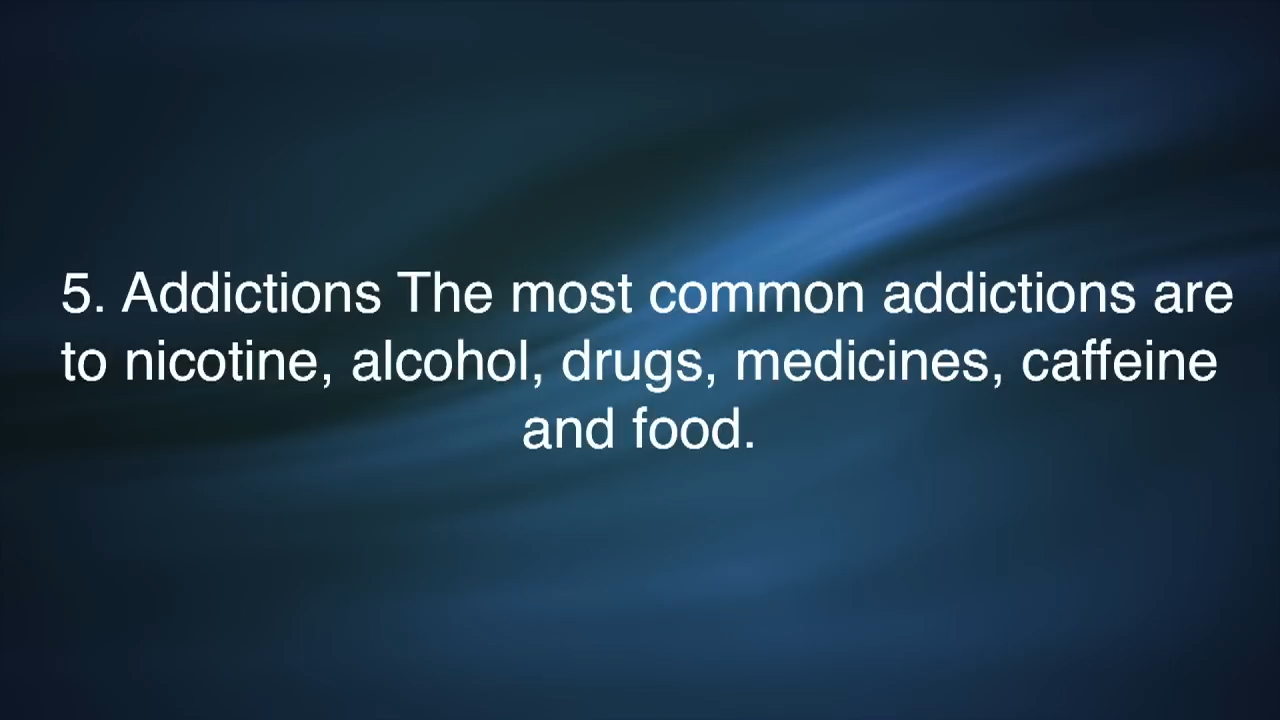 5. Addictions The most common addictions are
to nicotine, alcohol, drugs, medicines, caffeine
and food.